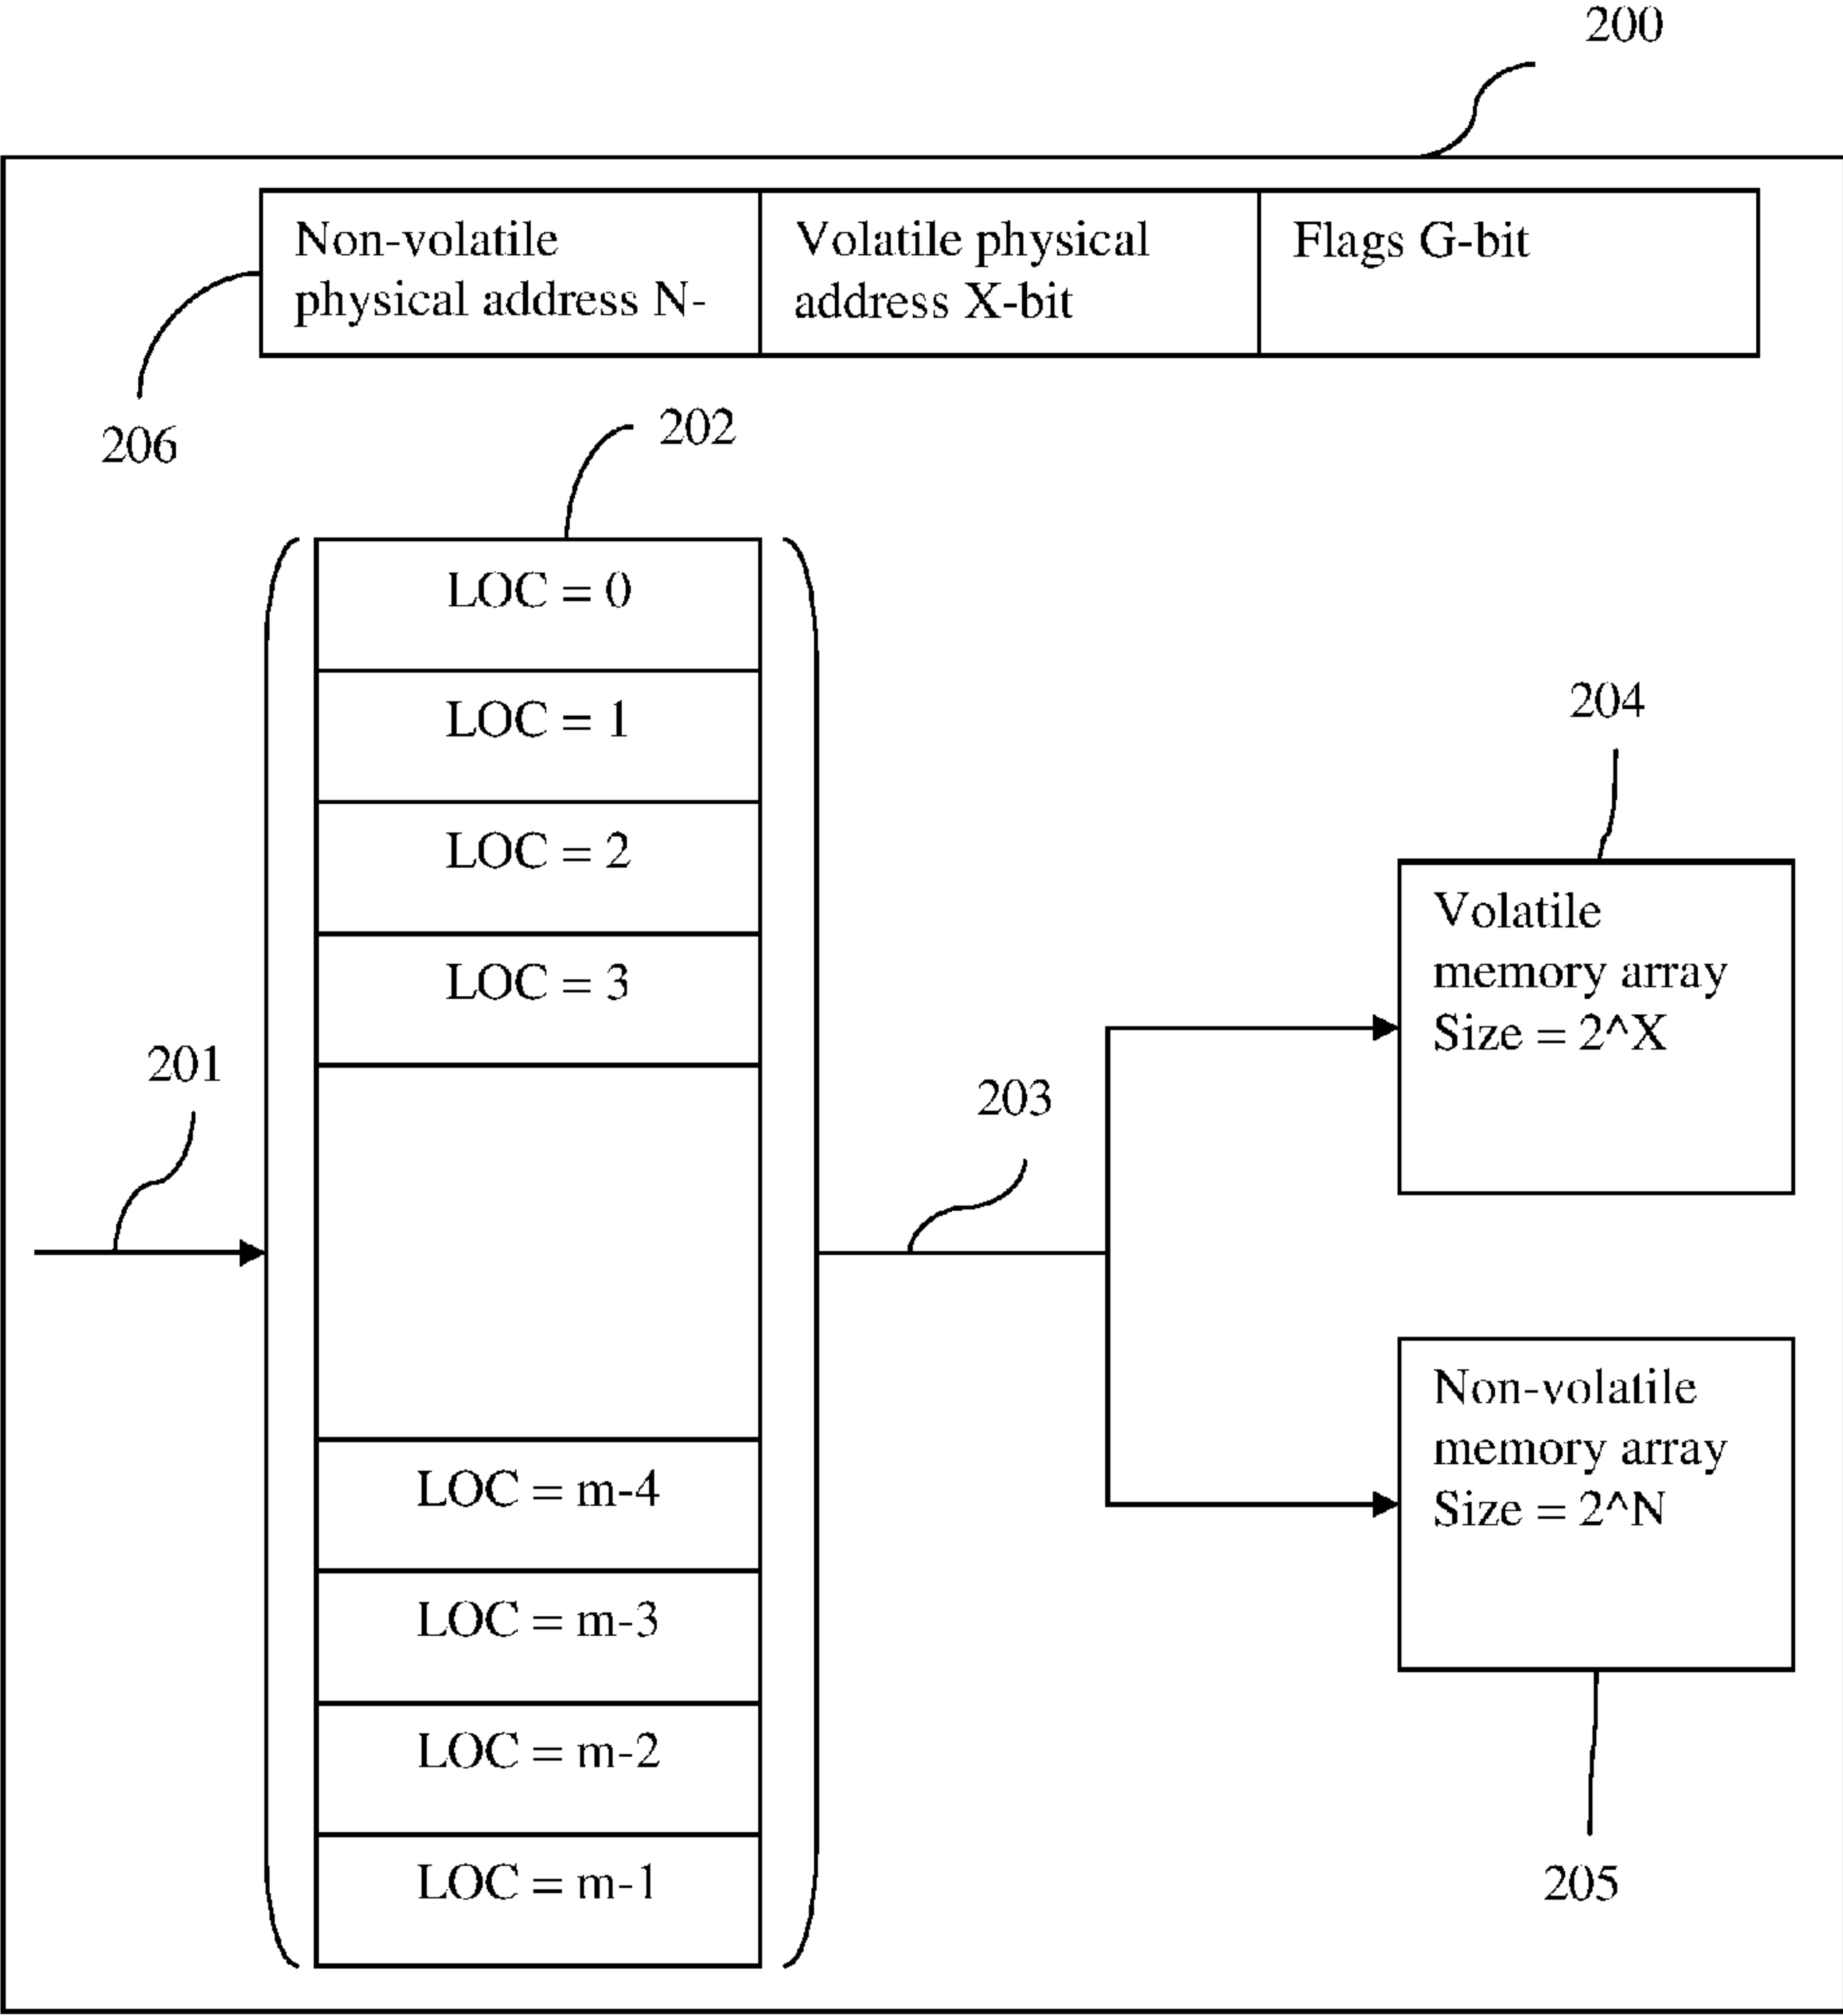 200
Non-volatile
physical address N-
Volatile physical
address X-bit
Flags G-bit
206
202
LOC = 0
LOC = 1
LOC = 2
LOC = 3
LOC = m-4
LOC = m-3
LOC = m-2
LOC = m-1
201
203
204
Volatile
memory array
Size = 2^X
Non-volatile
memory array
Size = 2^N
205